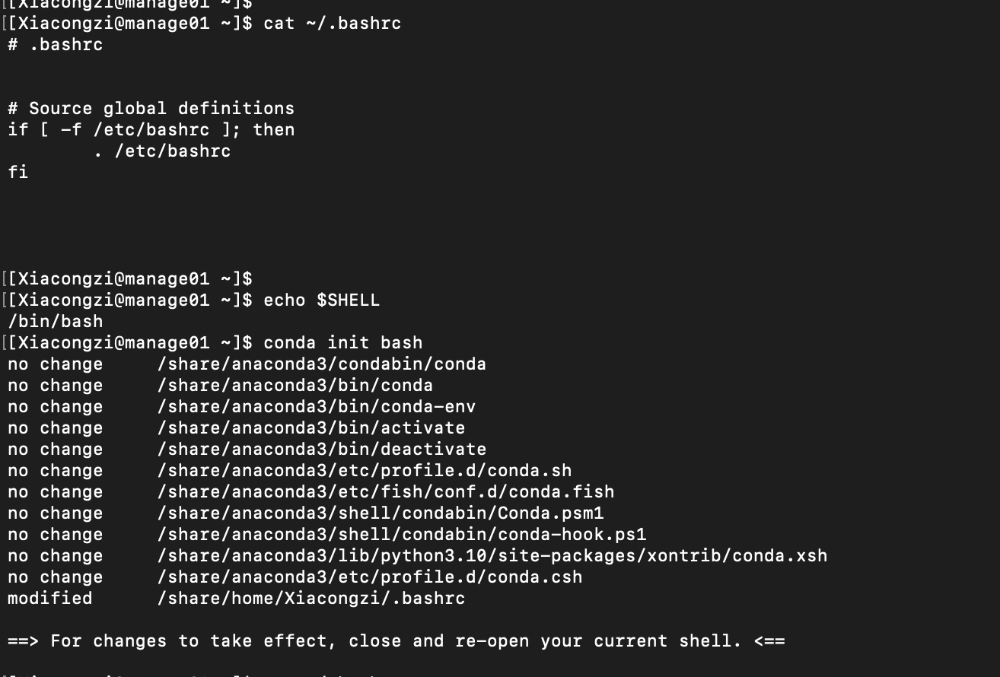 [[Xiacongzi@manage01 ~]$
[[Xiacongzi@manage01 ~]$ cat ~/.bashrc
# .bashrc
# Source global definitions
if [ -f /etc/bashrc ]; then
        . /etc/bashrc
fi
[[Xiacongzi@manage01 ~]$
[[Xiacongzi@manage01 ~]$ echo $SHELL
/bin/bash
[[Xiacongzi@manage01 ~]$ conda init bash
no change     /share/anaconda3/condabin/conda
no change     /share/anaconda3/bin/conda
no change     /share/anaconda3/bin/conda-env
no change     /share/anaconda3/bin/activate
no change     /share/anaconda3/bin/deactivate
no change     /share/anaconda3/etc/profile.d/conda.sh
no change     /share/anaconda3/etc/fish/conf.d/conda.fish
no change     /share/anaconda3/shell/condabin/Conda.psm1
no change     /share/anaconda3/shell/condabin/conda-hook.ps1
no change     /share/anaconda3/lib/python3.10/site-packages/xontrib/conda.xsh
no change     /share/anaconda3/etc/profile.d/conda.csh
modified      /share/home/Xiacongzi/.bashrc
==> For changes to take effect, close and re-open your current shell. <==